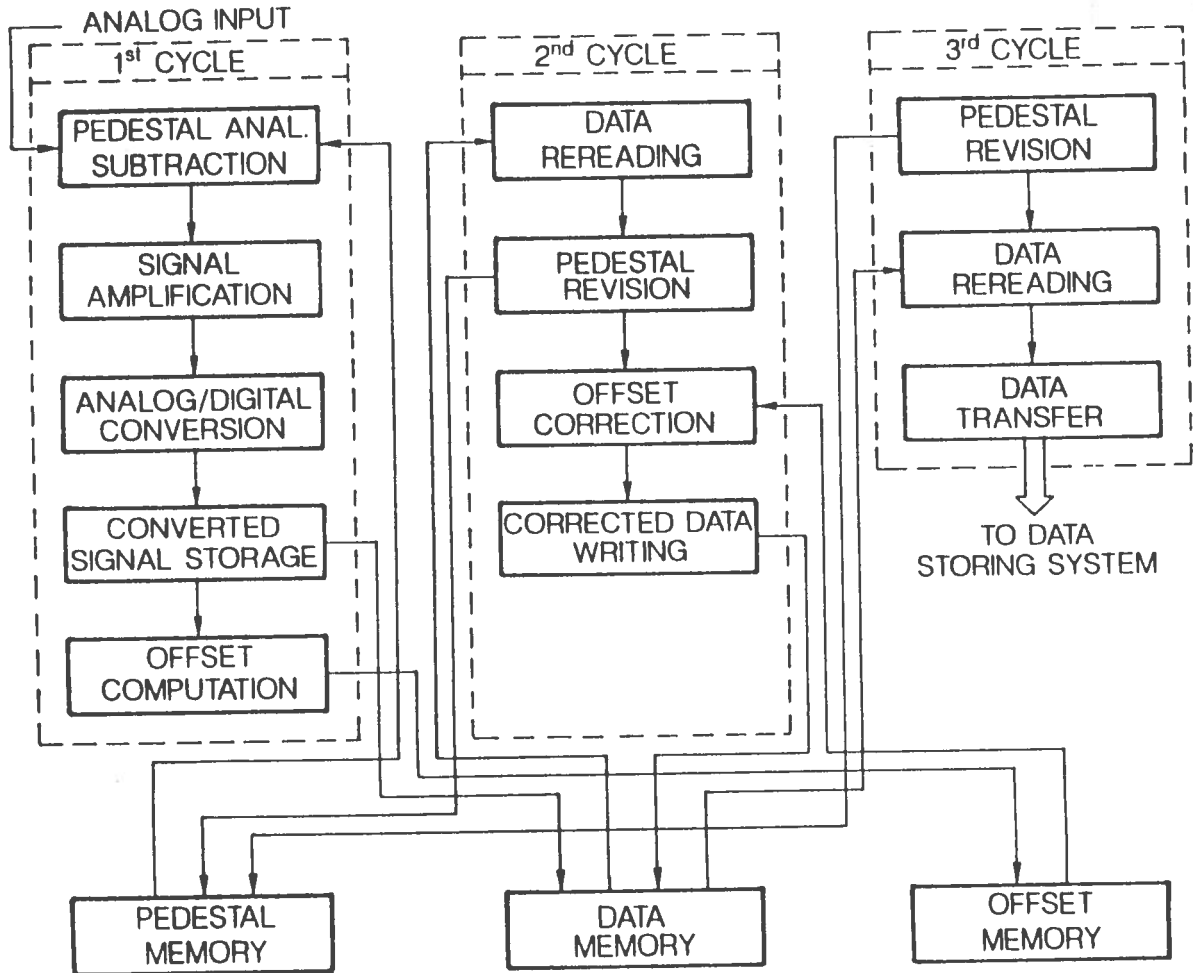 ANALOG INPUT
1st CYCLE
PEDESTAL ANAL.
SUBTRACTION
SIGNAL
AMPLIFICATION
ANALOG/DIGITAL
CONVERSION
CONVERTED
SIGNAL STORAGE
OFFSET
COMPUTATION
2nd CYCLE
DATA
REREADING
PEDESTAL
REVISION
OFFSET
CORRECTION
CORRECTED DATA
WRITING
3rd CYCLE
PEDESTAL
REVISION
DATA
REREADING
DATA
TRANSFER
TO DATA
STORING SYSTEM
PEDESTAL
MEMORY
DATA
MEMORY
OFFSET
MEMORY